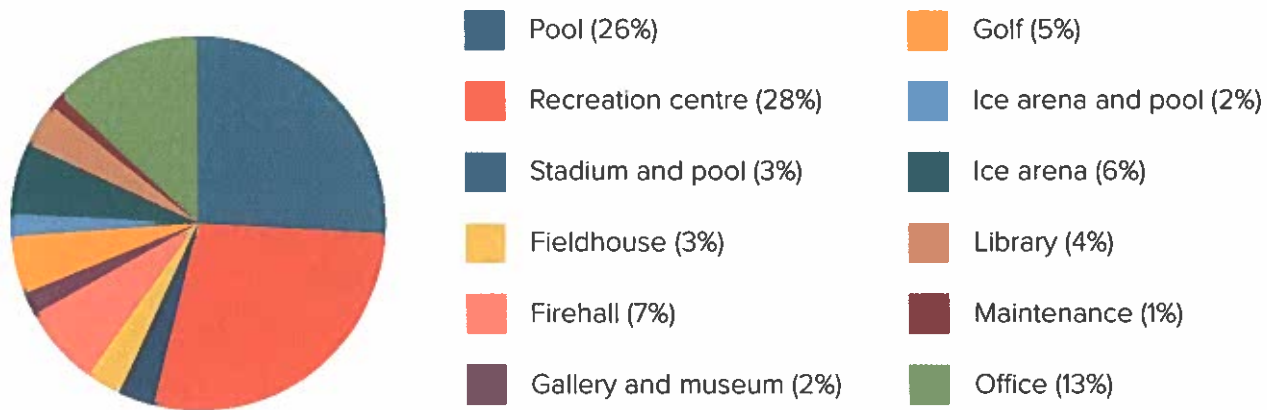 Pool (26%)
Recreation centre (28%)
Stadium and pool (3%)
Fieldhouse (3%)
Firehall (7%)
Gallery and museum (2%)
Golf (5%)
Ice arena and pool (2%)
Ice arena (6%)
Library (4%)
Maintenance (1%)
Office (13%)